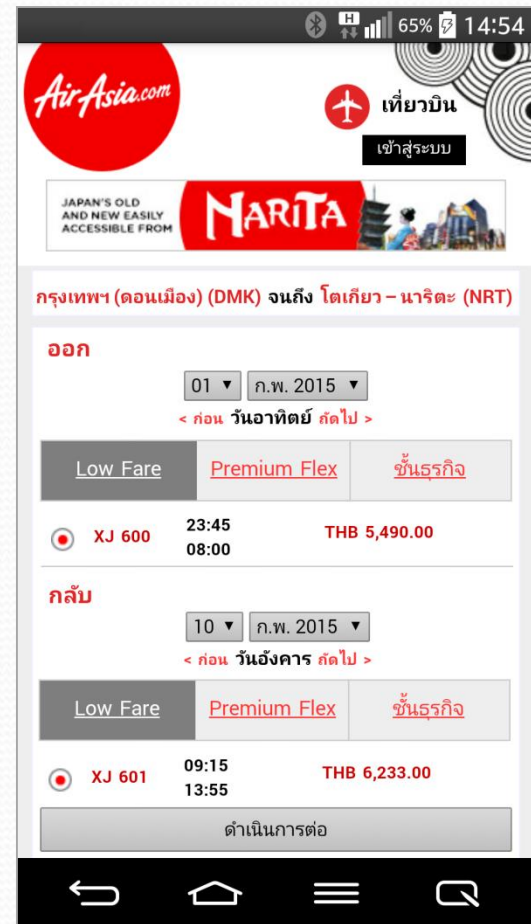 H 65% 14:54
AirAsia.com
เที่ยวบิน
เข้าสู่ระบบ
JAPAN'S OLD
AND NEW EASILY
ACCESSIBLE FROM
NARITA
กรุงเทพฯ (ดอนเมือง) (DMK) จนถึง โตเกียว – นาริตะ (NRT)
ออก
01 ▼ ก.พ. 2015 ▼
< ก่อน วันอาทิตย์ ถัดไป >
Low Fare Premium Flex ชั้นธุรกิจ
XJ 600 23:45 THB 5,490.00
08:00
กลับ
10 ▼ ก.พ. 2015 ▼
< ก่อน วันอังคาร ถัดไป >
Low Fare Premium Flex ชั้นธุรกิจ
XJ 601 09:15 THB 6,233.00
13:55
ดำเนินการต่อ